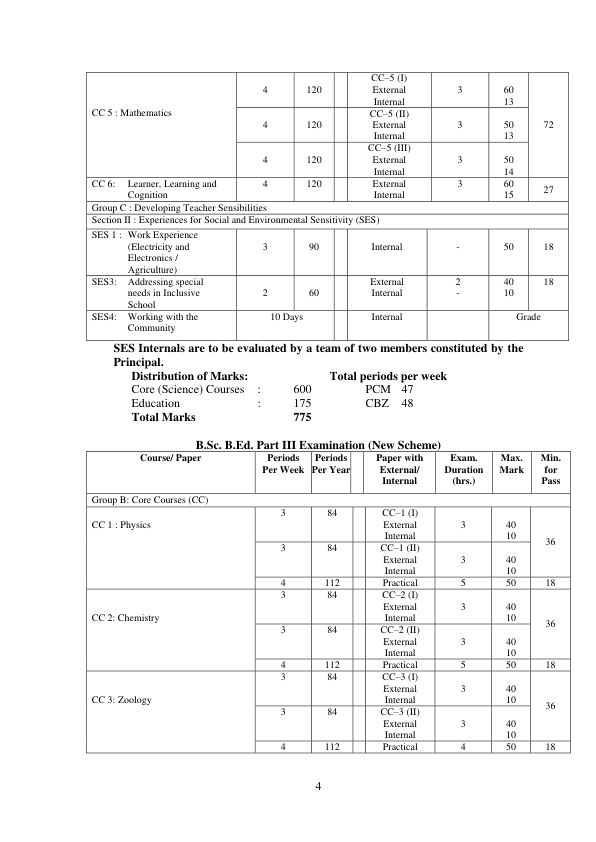 CC–5 (I)
4 120 External 3 60
Internal 13
CC 5 : Mathematics
CC–5 (II)
4 120 External 3 50 72
Internal 13
CC–5 (III)
4 120 External 3 50
Internal 14
CC 6: Learner, Learning and 4 120 External 3 60 27
Cognition Internal 15
Group C : Developing Teacher Sensibilities
Section II : Experiences for Social and Environmental Sensitivity (SES)
SES 1 : Work Experience
(Electricity and 3 90 Internal - 50 18
Electronics /
Agriculture)
SES3: Addressing special External 2 40 18
needs in Inclusive 2 60 Internal - 10
School
SES4: Working with the 10 Days Internal Grade
Community
SES Internals are to be evaluated by a team of two members constituted by the
Principal.
Distribution of Marks: Total periods per week
Core (Science) Courses : 600 PCM 47
Education : 175 CBZ 48
Total Marks 775
B.Sc. B.Ed. Part III Examination (New Scheme)
Course/ Paper Periods Periods Paper with Exam. Max. Min.
Per Week Per Year External/ Duration Mark for
Internal (hrs.) Pass
Group B: Core Courses (CC)
3 84 CC–1 (I)
CC 1 : Physics External 3 40
Internal 10 36
3 84 CC–1 (II)
External 3 40
Internal 10
4 112 Practical 5 50 18
3 84 CC–2 (I)
External 3 40
CC 2: Chemistry Internal 10 36
3 84 CC–2 (II)
External 3 40
Internal 10
4 112 Practical 5 50 18
3 84 CC–3 (I)
External 3 40
CC 3: Zoology Internal 10 36
3 84 CC–3 (II)
External 3 40
Internal 10
4 112 Practical 4 50 18
4